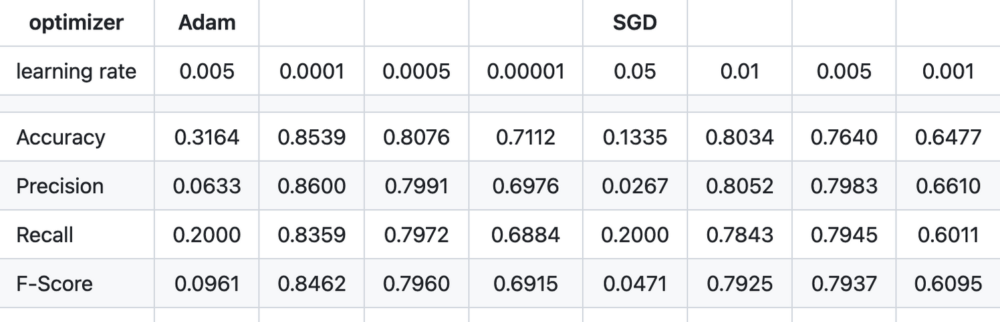 optimizer Adam SGD
learning rate 0.005 0.0001 0.0005 0.00001 0.05 0.01 0.005 0.001
Accuracy 0.3164 0.8539 0.8076 0.7112 0.1335 0.8034 0.7640 0.6477
Precision 0.0633 0.8600 0.7991 0.6976 0.0267 0.8052 0.7983 0.6610
Recall 0.2000 0.8359 0.7972 0.6884 0.2000 0.7843 0.7945 0.6011
F-Score 0.0961 0.8462 0.7960 0.6915 0.0471 0.7925 0.7937 0.6095